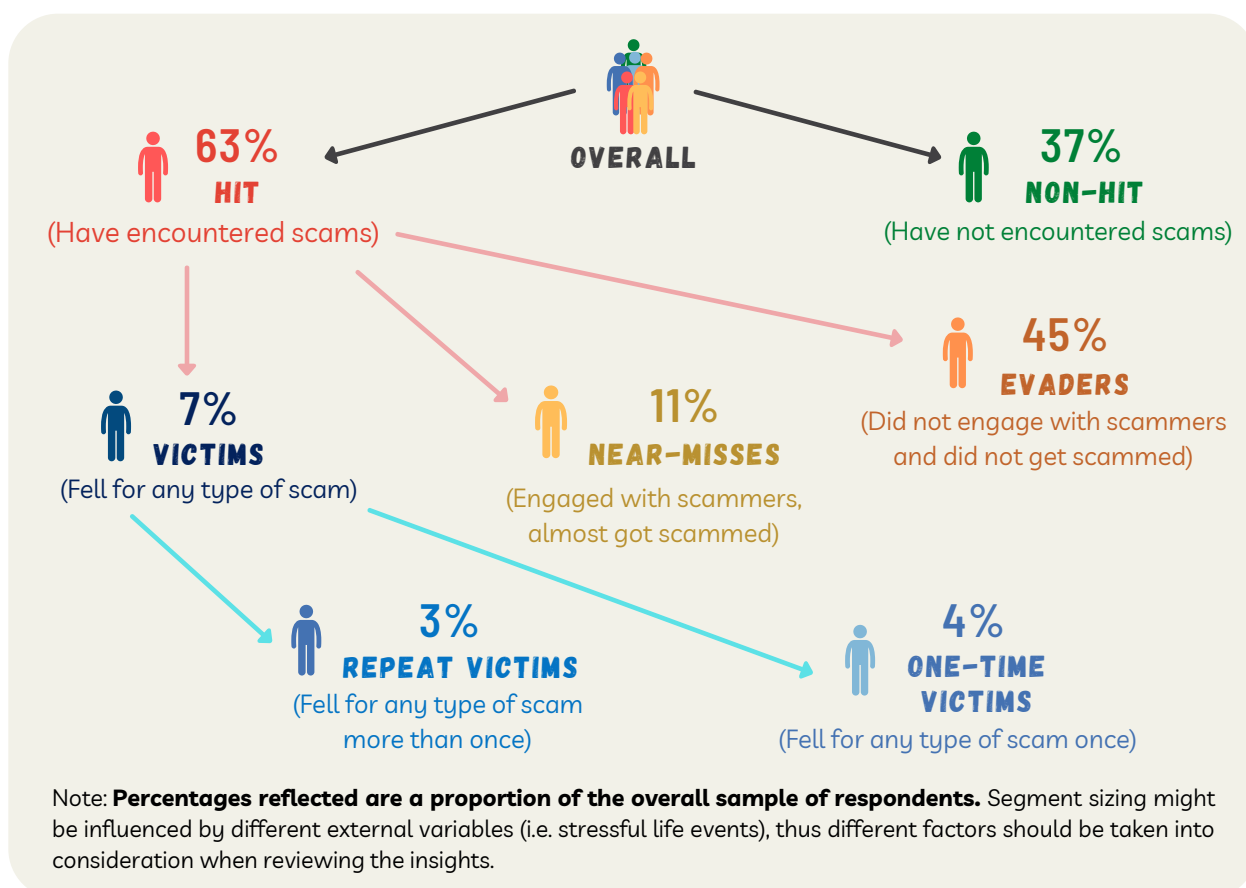 OVERALL
63%
HIT
(Have encountered scams)
37%
NON-HIT
(Have not encountered scams)
45%
EVADERS
(Did not engage with scammers
and did not get scammed)
7%
VICTIMS
(Fell for any type of scam)
11%
NEAR-MISSES
(Engaged with scammers,
almost got scammed)
3%
REPEAT VICTIMS
(Fell for any type of scam
more than once)
4%
ONE-TIME
VICTIMS
(Fell for any type of scam once)
Note: Percentages reflected are a proportion of the overall sample of respondents. Segment sizing might
be influenced by different external variables (i.e. stressful life events), thus different factors should be taken into
consideration when reviewing the insights.